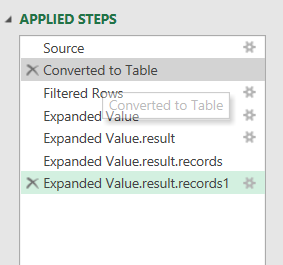 APPLIED STEPS
Source
Converted to Table
Filtered Rows
Converted to Table
Expanded Value
Expanded Value.result
Expanded Value.result.records
Expanded Value.result.records1